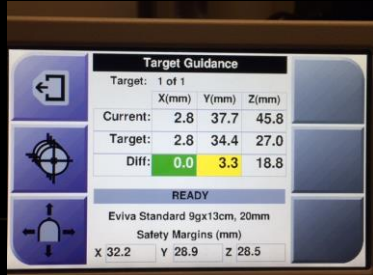 Target Guidance
Target: 1 of 1
X(mm) Y(mm) Z(mm)
Current: 2.8 37.7 45.8
Target: 2.8 34.4 27.0
Diff: 0.0 3.3 18.8
READY
Eviva Standard 9gx13cm, 20mm
Safety Margins (mm)
X 32.2 Y 28.9 Z 28.5